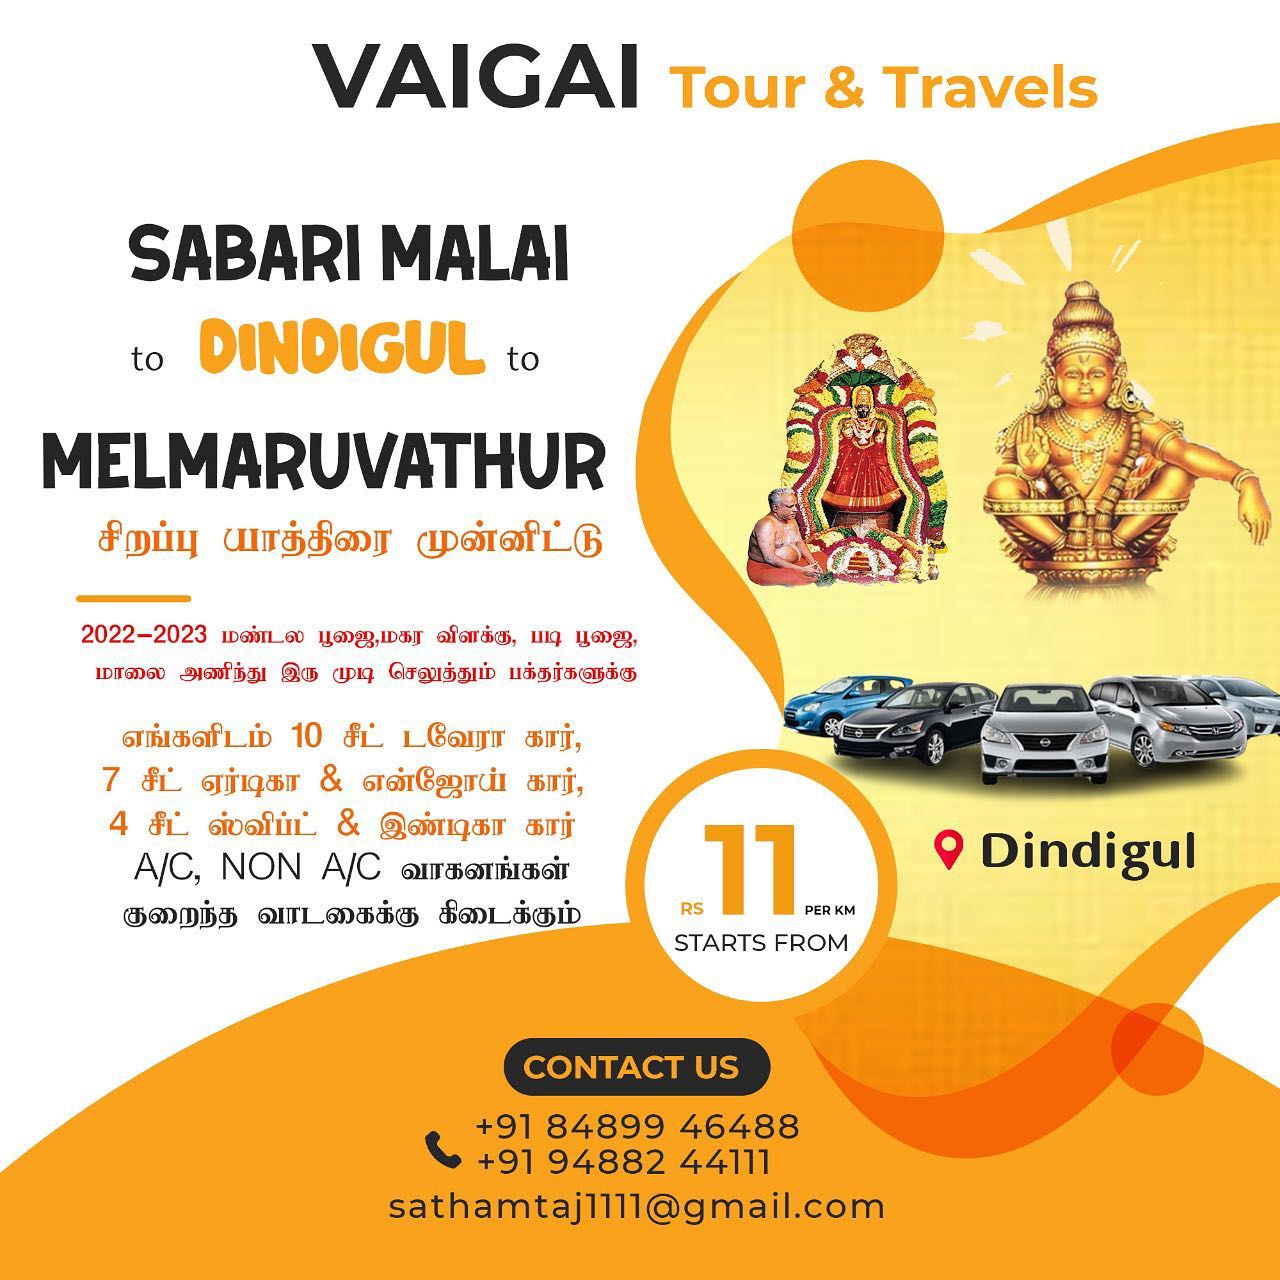 VAIGAI Tour & Travels
SABARI MALAI
to DINDIGUL to
MELMARUVATHUR
சிறப்பு யாத்திரை முன்னிட்டு
2022-2023 மண்டல பூஜை,மகர விளக்கு, படி பூஜை,
மாலை அணிந்து இரு முடி செலுத்தும் பக்தர்களுக்கு
எங்களிடம் 10 சீட் டவேரா கார்,
7 சீட் ஏர்டிகா & என்ஜோய் கார்,
4 சீட் ஸ்விப்ட் & இண்டிகா கார்
A/C, NON A/C வாகனங்கள்
குறைந்த வாடகைக்கு கிடைக்கும்
RS 11 PER KM
STARTS FROM
Dindigul
CONTACT US
+91 84899 46488
+91 94882 44111
sathamtaj1111@gmail.com